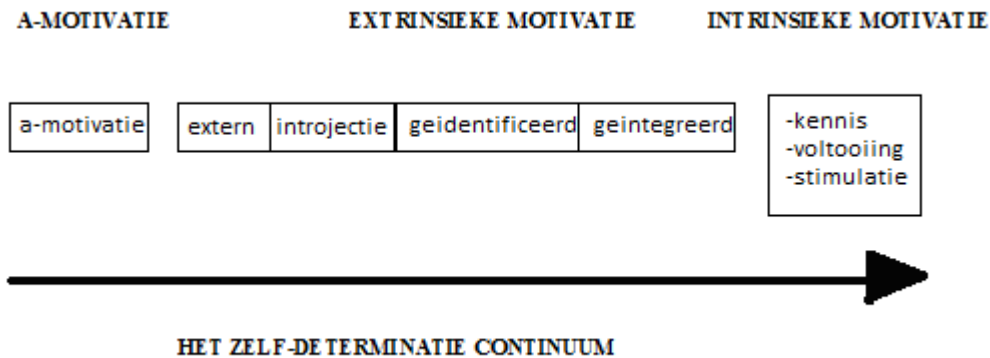 A-MOTIVATIE EXTRINSIEKE MOTIVATIE INTRINSIEKE MOTIVATIE
a-motivatie extern introjectie geidentificeerd geintegreerd
-kennis
-voltooiing
-stimulatie
HET ZELF-DETERMINATIE CONTINUUM